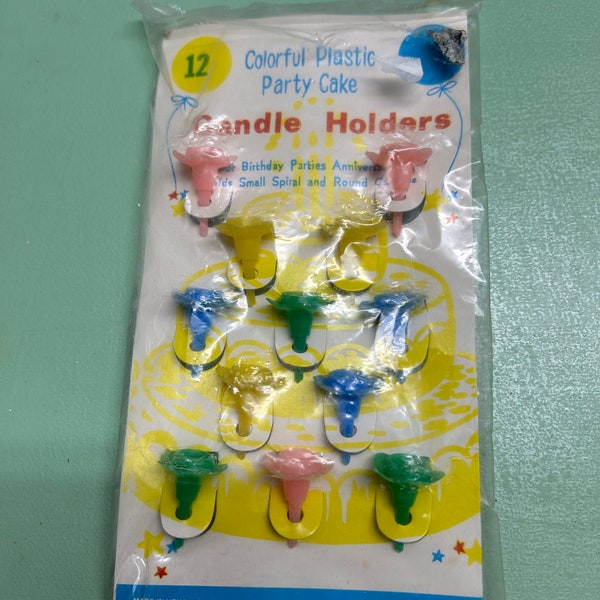 12
Colorful Plastic
Party Cake
Candle Holders
Birthday Parties
Small Spiral and Round